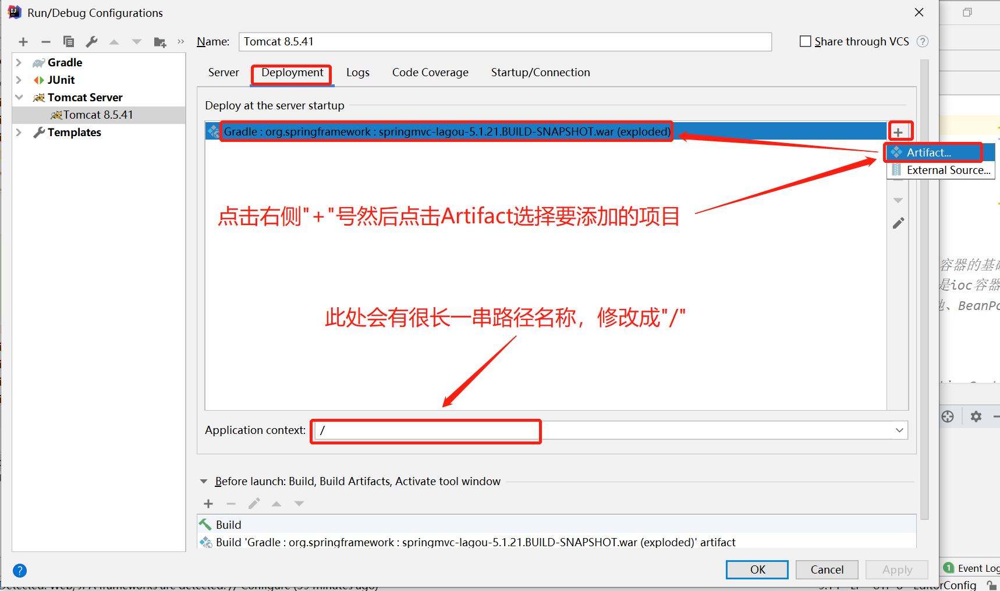 Run/Debug Configurations
Name: Tomcat 8.5.41
Share through VCS
Gradle
JUnit
Tomcat Server
Tomcat 8.5.41
Templates
Server Deployment Logs Code Coverage Startup/Connection
Deploy at the server startup
Gradle : org.springframework : springmvc-lagou-5.1.21.BUILD-SNAPSHOT.war (exploded)
Artifact...
External Source...
点击右侧"+"号然后点击Artifact选择要添加的项目
容器的基
是ioc容器
、BeanPo
此处会有很长一串路径名称，修改成"/"
Application context: /
Before launch: Build, Build Artifacts, Activate tool window
Build
Build 'Gradle : org.springframework : springmvc-lagou-5.1.21.BUILD-SNAPSHOT.war (exploded)' artifact
OK Cancel Apply
1 Event Log